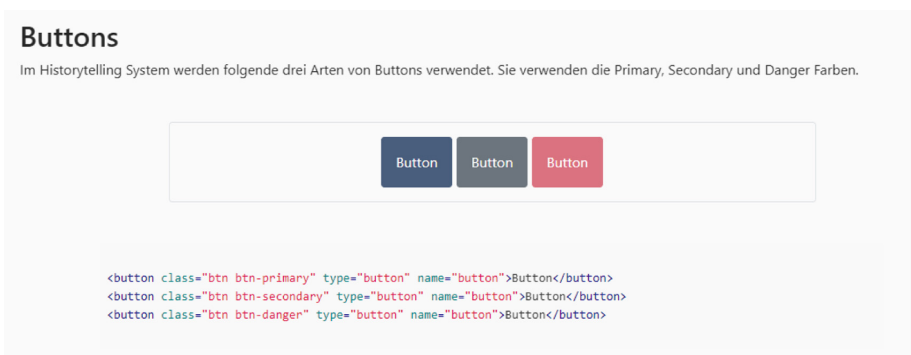 Buttons
Im Historytelling System werden folgende drei Arten von Buttons verwendet. Sie verwenden die Primary, Secondary und Danger Farben.
Button Button Button
<button class="btn btn-primary" type="button" name="button">Button</button>
<button class="btn btn-secondary" type="button" name="button">Button</button>
<button class="btn btn-danger" type="button" name="button">Button</button>